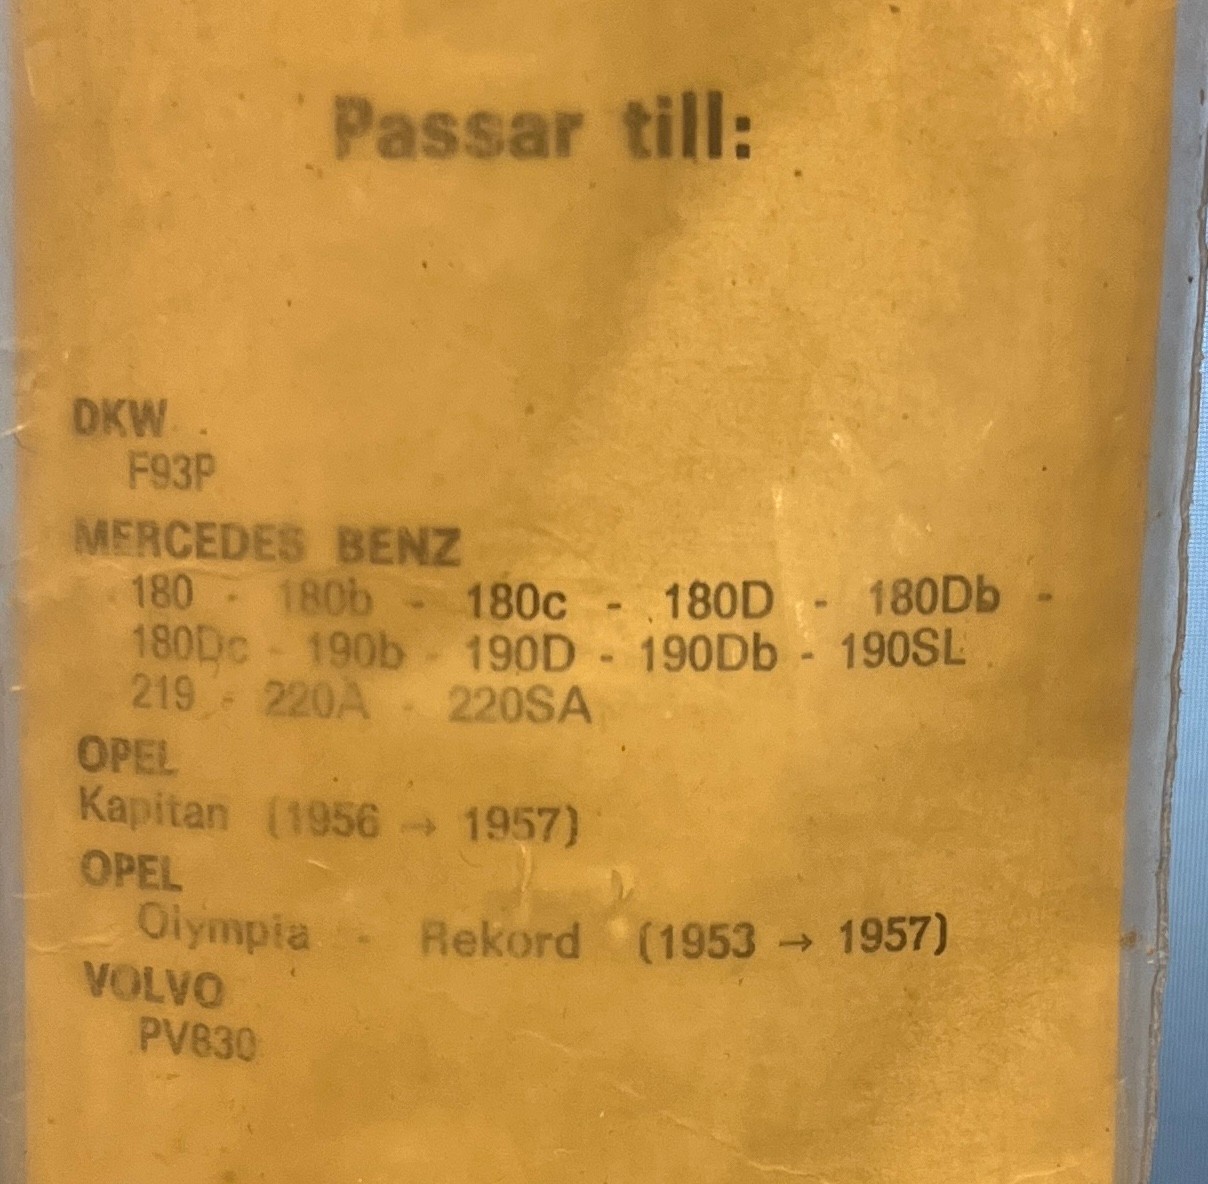 Passar till:
DKW
F93P
MERCEDES BENZ
180 - 180b - 180c - 180D - 180Db -
180Dc - 190b - 190D - 190Db - 190SL
219 - 220A - 220SA
OPEL
Kapitan (1956 → 1957)
OPEL
Olympia - Rekord (1953 → 1957)
VOLVO
PV830